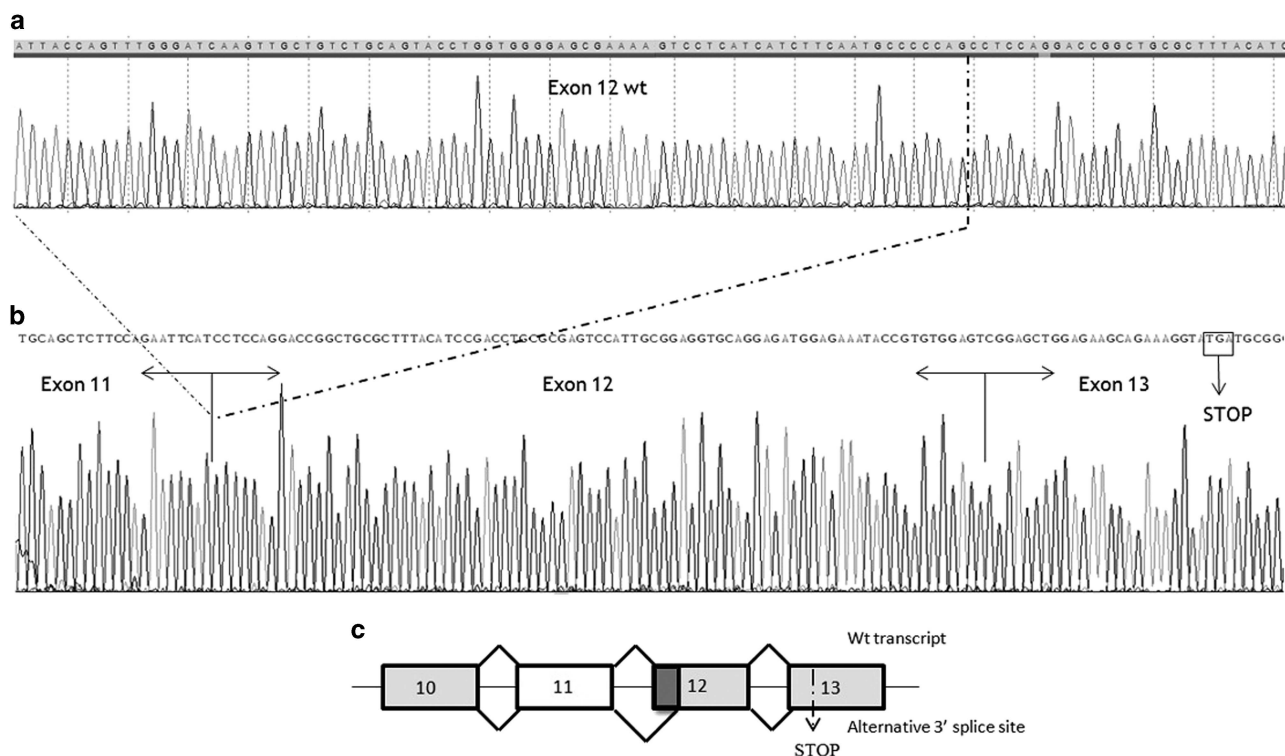 a
ATTACCAGTTTGGGATCAAGTTGCTGTCTGCAGTACCTGGTGGGGAGCGAAAAGTCCTCATCATCTTCAATGCCCCCAGCCTCCAGGACCGGCTGCGCTTTACATC
Exon 12 wt
b
TGCAGCTCTTCCAGAATTCATCCTCCAGGACCGGCTGCGCTTTACATCCGACCTGCGCGAGTCCATTGCGGAGGTGCAGGAGATGGAGAAATACCGTGTGGAGTCGGAGCTGGAGAAGCAGAAAGGTATGATGCGG
Exon 11
Exon 12
Exon 13
STOP
c
Wt transcript
10
11
12
13
Alternative 3' splice site
STOP